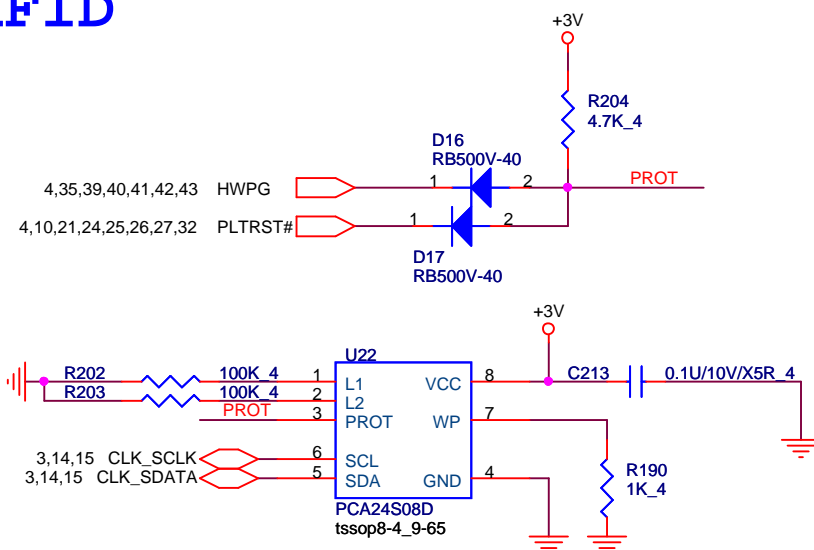 +3V
R204
4.7K_4
D16
RB500V-40
4,35,39,40,41,42,43 HWPG 1 2 PROT
4,10,21,24,25,26,27,32 PLTRST# 1 2
D17
RB500V-40
+3V
U22
R202 100K_4 1 L1 VCC 8 C213 0.1U/10V/X5R_4
R203 100K_4 2 L2
PROT 3 PROT WP 7
3,14,15 CLK_SCLK 6 SCL
3,14,15 CLK_SDATA 5 SDA GND 4
R190
1K_4
PCA24S08D
tssop8-4_9-65